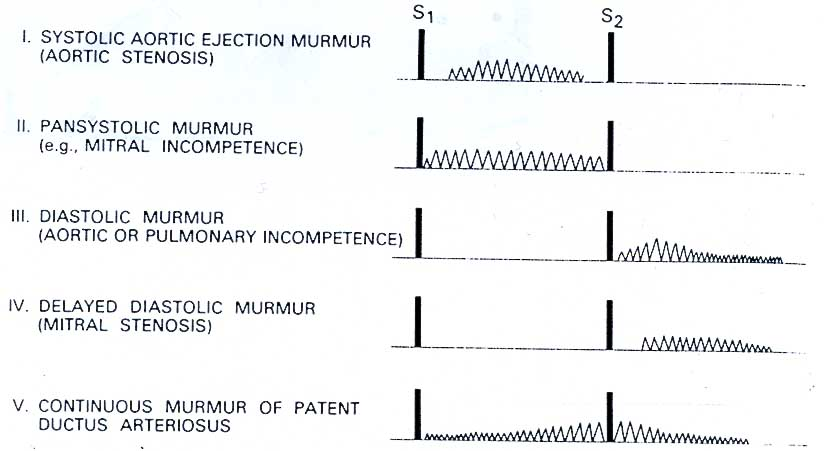 S1 S2
I. SYSTOLIC AORTIC EJECTION MURMUR
(AORTIC STENOSIS)
II. PANSYSTOLIC MURMUR
(e.g., MITRAL INCOMPETENCE)
III. DIASTOLIC MURMUR
(AORTIC OR PULMONARY INCOMPETENCE)
IV. DELAYED DIASTOLIC MURMUR
(MITRAL STENOSIS)
V. CONTINUOUS MURMUR OF PATENT
DUCTUS ARTERIOSUS